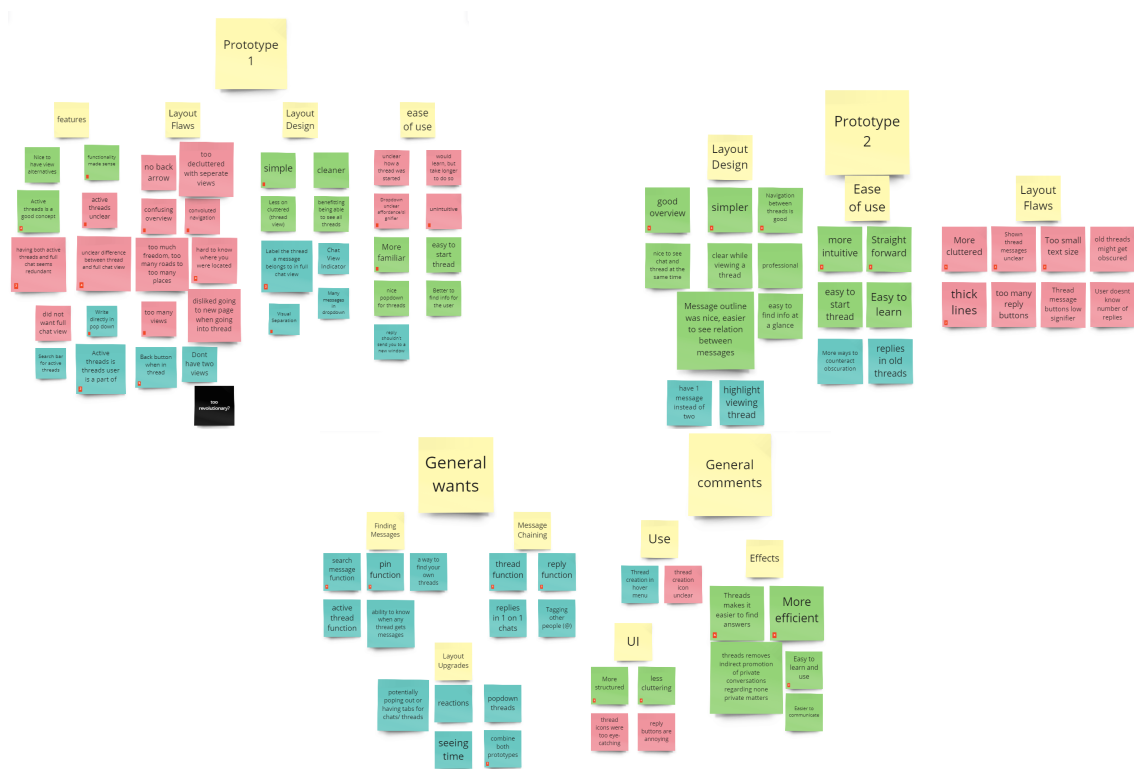 Prototype
1
features
Layout
Flaws
Layout
Design
ease
of use
Nice to
have view
alternatives
functionality
made sense
no back
arrow
too
decluttered
with seperate
views
simple
cleaner
unclear
how a
thread was
started
would
learn, but
take longer
to do so
Active
threads is a
good concept
active
threads
unclear
confusing
overview
convoluted
navigation
Less on
cluttered
(thread
views)
benefitting
being able
to see all
threads
Dropdown
unclear
unintuitive
having both active
threads and full
chat seems
redundant
unclear difference
between thread
and full chat view
too much
freedom, too
many roads to
too many
places
hard to know
where you
were located
Label the thread
a message
belongs to in full
chat view
Chat
View
Indicator
More
familiar
easy to
start
thread
did not
want full
chat view
Write
directly in
pop down
too many
views
disliked going
to new page
when going
into thread
Visual
Separation
Many
messages
in
dropdown
nice
popdown
for threads
Better to
find info for
the user
Search bar
for active
threads
Active
threads is
threads user
is a part of
Back button
when in
thread
Dont
have two
views
reply
shouldn't
send you to
a new window
too
revolutionary?
Prototype
2
Layout
Design
Ease
of use
Layout
Flaws
good
overview
simpler
Navigation
between
threads is
good
Nice to see chat
and thread at the
same time
clear while
viewing a
thread
professional
Message outline
was nice, easier
to see relation
between
messages
easy to
find info at
a glance
have 1
message
instead of
two
highlight
viewing
thread
more
intuitive
Straight
forward
easy to
start
thread
Easy to
learn
More ways to
counteract
obscuration
replies
in old
threads
More
cluttered
Shown
thread
messages
unclear
Too small
text size
old threads
might get
obscured
thick
lines
too many
reply
buttons
Thread
message
buttons low
signifier
User doesnt
know
number of
replies
General
wants
Finding
Messages
Message
Chaining
search
message
function
pin
function
a way to
find your
own
threads
thread
function
reply
function
active
thread
function
ability to know
when any
thread gets
messages
replies
in 1 on 1
chats
Tagging
other
people (@)
Layout
Upgrades
potentially
poping out or
having tabs for
chats/ threads
reactions
popdown
threads
seeing
time
combine
both
prototypes
General
comments
Use
Effects
Thread
creation in
hover
menu
thread
creation
icon
unclear
Threads
makes it
easier to find
answers
More
efficient
UI
threads removes
indirect promotion
of private
conversations
regarding none
private matters
Easy to
learn and
use
More
structured
less
cluttering
Easier to
communicate
thread
icons were
too eye-
catching
reply
buttons are
annoying